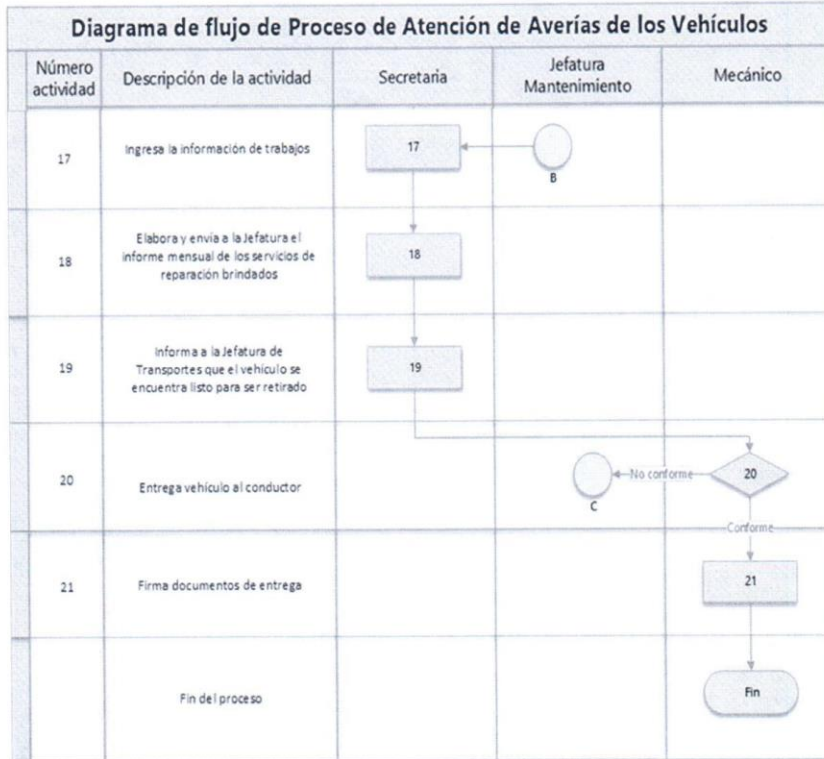 Diagrama de flujo de Proceso de Atención de Averías de los Vehículos
Número
actividad
Descripción de la actividad
Secretaria
Jefatura
Mantenimiento
Mecánico
17
Ingresa la información de trabajos
17
B
18
Elabora y envía a la Jefatura el
informe mensual de los servicios de
reparación brindados
18
19
Informa a la Jefatura de
Transportes que el vehículo se
encuentra listo para ser retirado
19
20
Entrega vehículo al conductor
C
No conforme
20
Conforme
21
Firma documentos de entrega
21
Fin del proceso
Fin